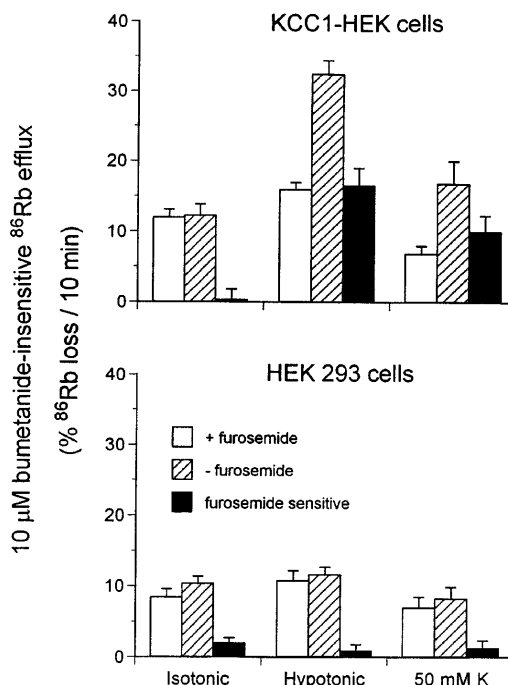 KCC1-HEK cells
40
30
20
10
0
10 µM bumetanide-insensitive ⁸⁶Rb efflux
(% ⁸⁶Rb loss / 10 min)
HEK 293 cells
40
30
20
10
0
+ furosemide
- furosemide
furosemide sensitive
Isotonic Hypotonic 50 mM K